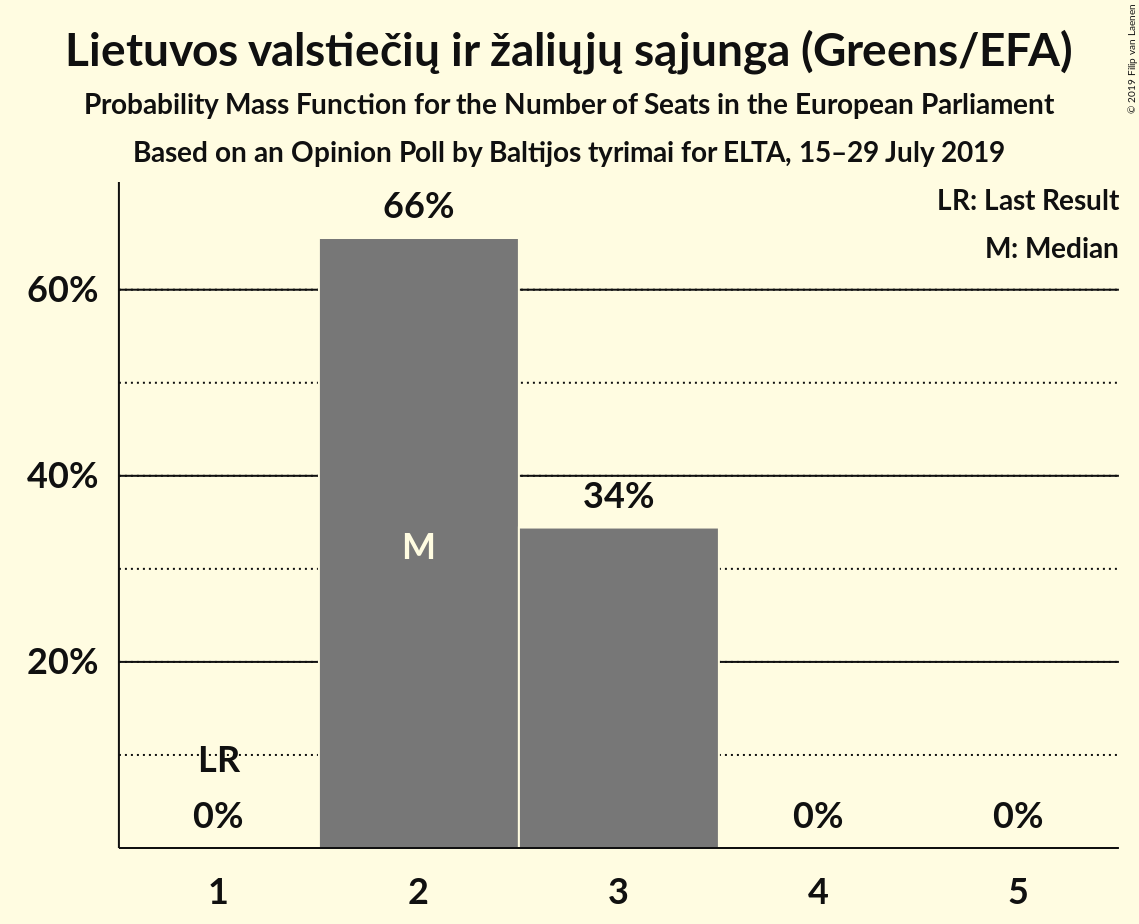 Lietuvos valstiečių ir žaliųjų sąjunga (Greens/EFA)
Probability Mass Function for the Number of Seats in the European Parliament
Based on an Opinion Poll by Baltijos tyrimai for ELTA, 15–29 July 2019
© 2019 Filip van Laenen
LR: Last Result
M: Median
66%
60%
40%
34%
M
20%
LR
0%
0%
0%
1
2
3
4
5